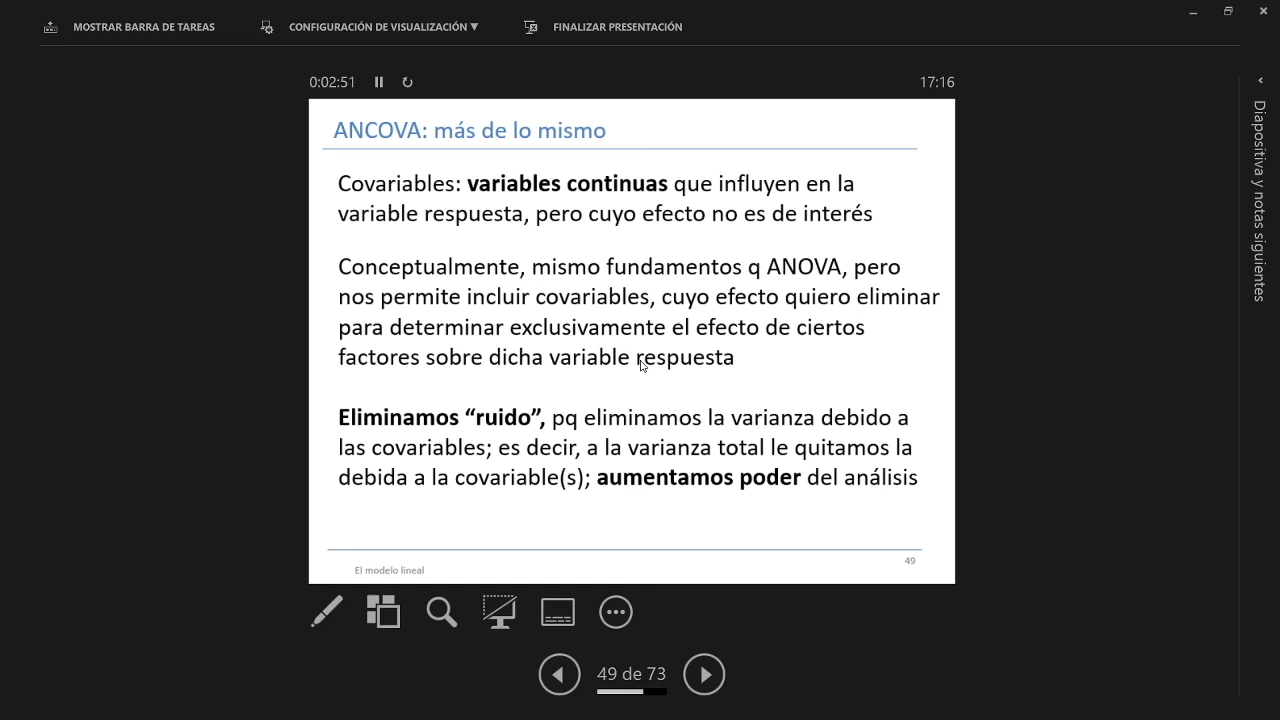 MOSTRAR BARRA DE TAREAS
CONFIGURACIÓN DE VISUALIZACIÓN ▼
FINALIZAR PRESENTACIÓN
0:02:51
17:16
ANCOVA: más de lo mismo
Covariables: variables continuas que influyen en la
variable respuesta, pero cuyo efecto no es de interés
Conceptualmente, mismo fundamentos q ANOVA, pero
nos permite incluir covariables, cuyo efecto quiero eliminar
para determinar exclusivamente el efecto de ciertos
factores sobre dicha variable respuesta
Eliminamos “ruido”, pq eliminamos la varianza debido a
las covariables; es decir, a la varianza total le quitamos la
debida a la covariable(s); aumentamos poder del análisis
El modelo lineal
49
49 de 73
Diapositiva y notas siguientes